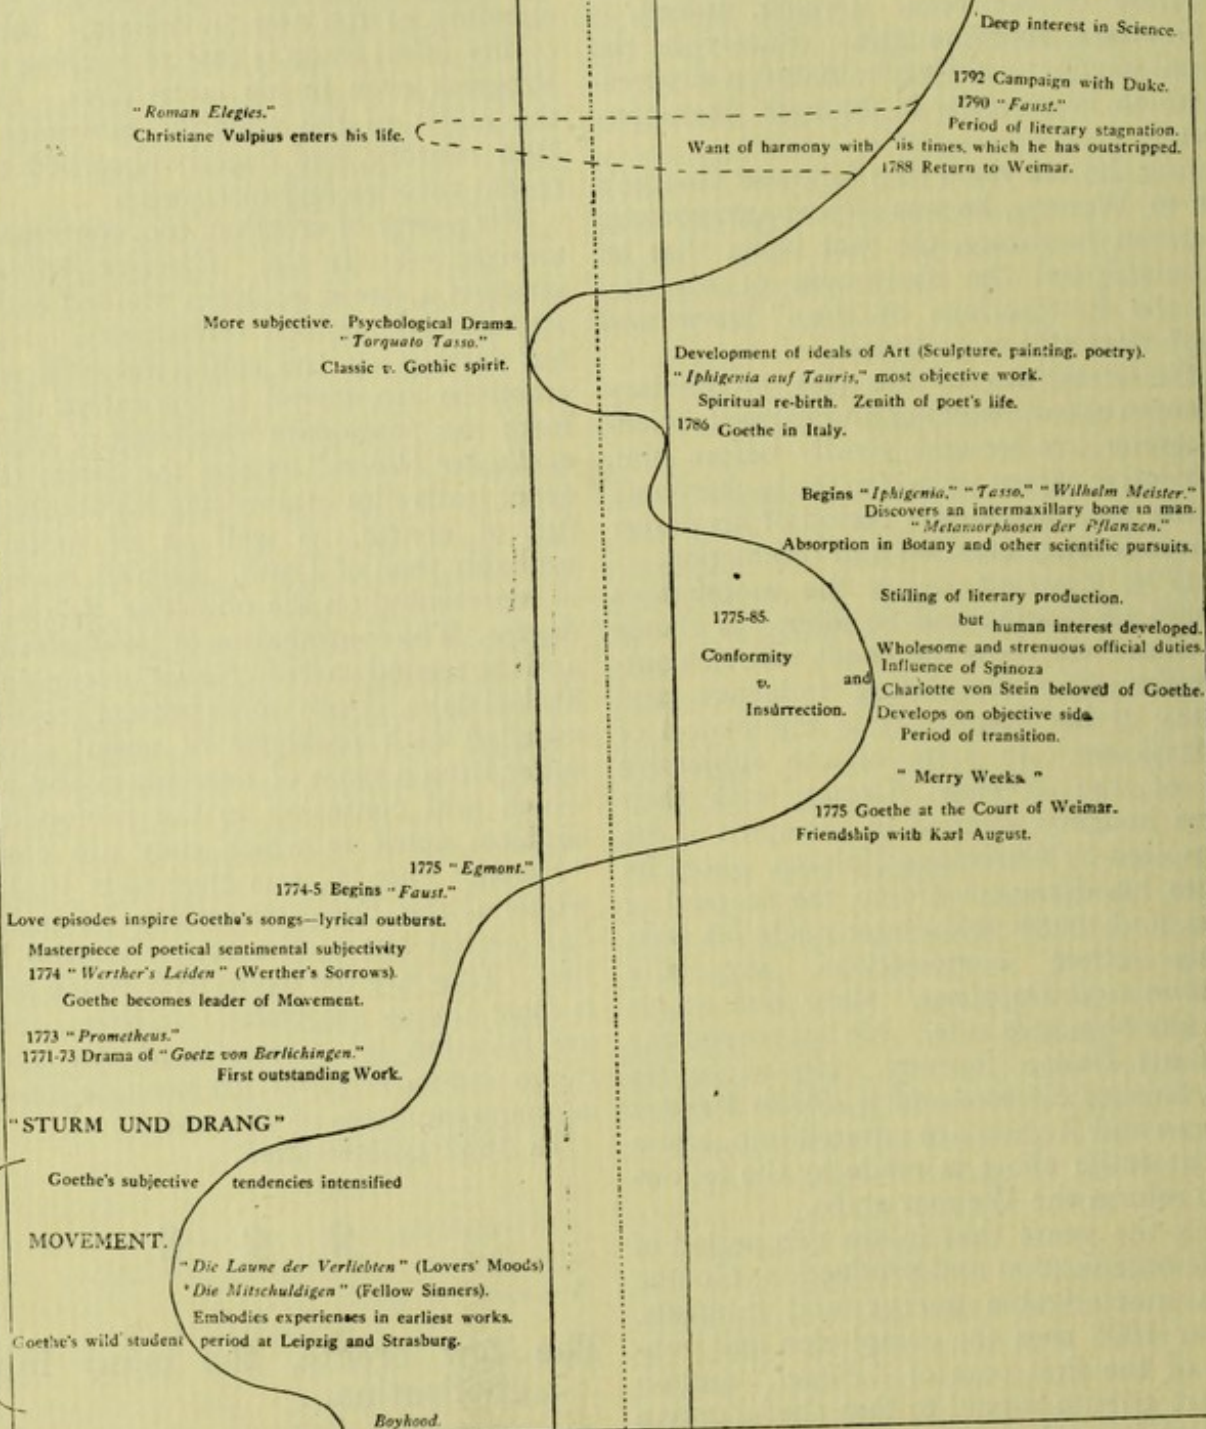 Deep interest in Science.
1792 Campaign with Duke.
1790 "Faust."
Period of literary stagnation.
Want of harmony with his times, which he has outstripped.
1788 Return to Weimar.
"Roman Elegies."
Christiane Vulpius enters his life.
More subjective. Psychological Drama.
"Torquato Tasso."
Classic v. Gothic spirit.
Development of ideals of Art (Sculpture, painting, poetry).
"Iphigenia auf Tauris," most objective work.
Spiritual re-birth. Zenith of poet's life.
1786 Goethe in Italy.
Begins "Iphigenia," "Tasso," "Wilhelm Meister."
Discovers an intermaxillary bone in man.
"Metamorphosen der Pflanzen."
Absorption in Botany and other scientific pursuits.
Stifling of literary production.
but human interest developed.
Wholesome and strenuous official duties.
Influence of Spinoza
and
Charlotte von Stein beloved of Goethe.
Develops on objective side.
Period of transition.
1775-85.
Conformity
v.
Insurrection.
"Merry Weeks."
1775 Goethe at the Court of Weimar.
Friendship with Karl August.
1775 "Egmont."
1774-5 Begins "Faust."
Love episodes inspire Goethe's songs—lyrical outburst.
Masterpiece of poetical sentimental subjectivity
1774 "Werther's Leiden" (Werther's Sorrows).
Goethe becomes leader of Movement.
1773 "Prometheus."
1771-73 Drama of "Goetz von Berlichingen."
First outstanding Work.
"STURM UND DRANG"
Goethe's subjective tendencies intensified
MOVEMENT.
"Die Laune der Verliebten" (Lovers' Moods)
"Die Mitschuldigen" (Fellow Sinners).
Embodies experiences in earliest works.
Goethe's wild student period at Leipzig and Strasburg.
Boyhood.